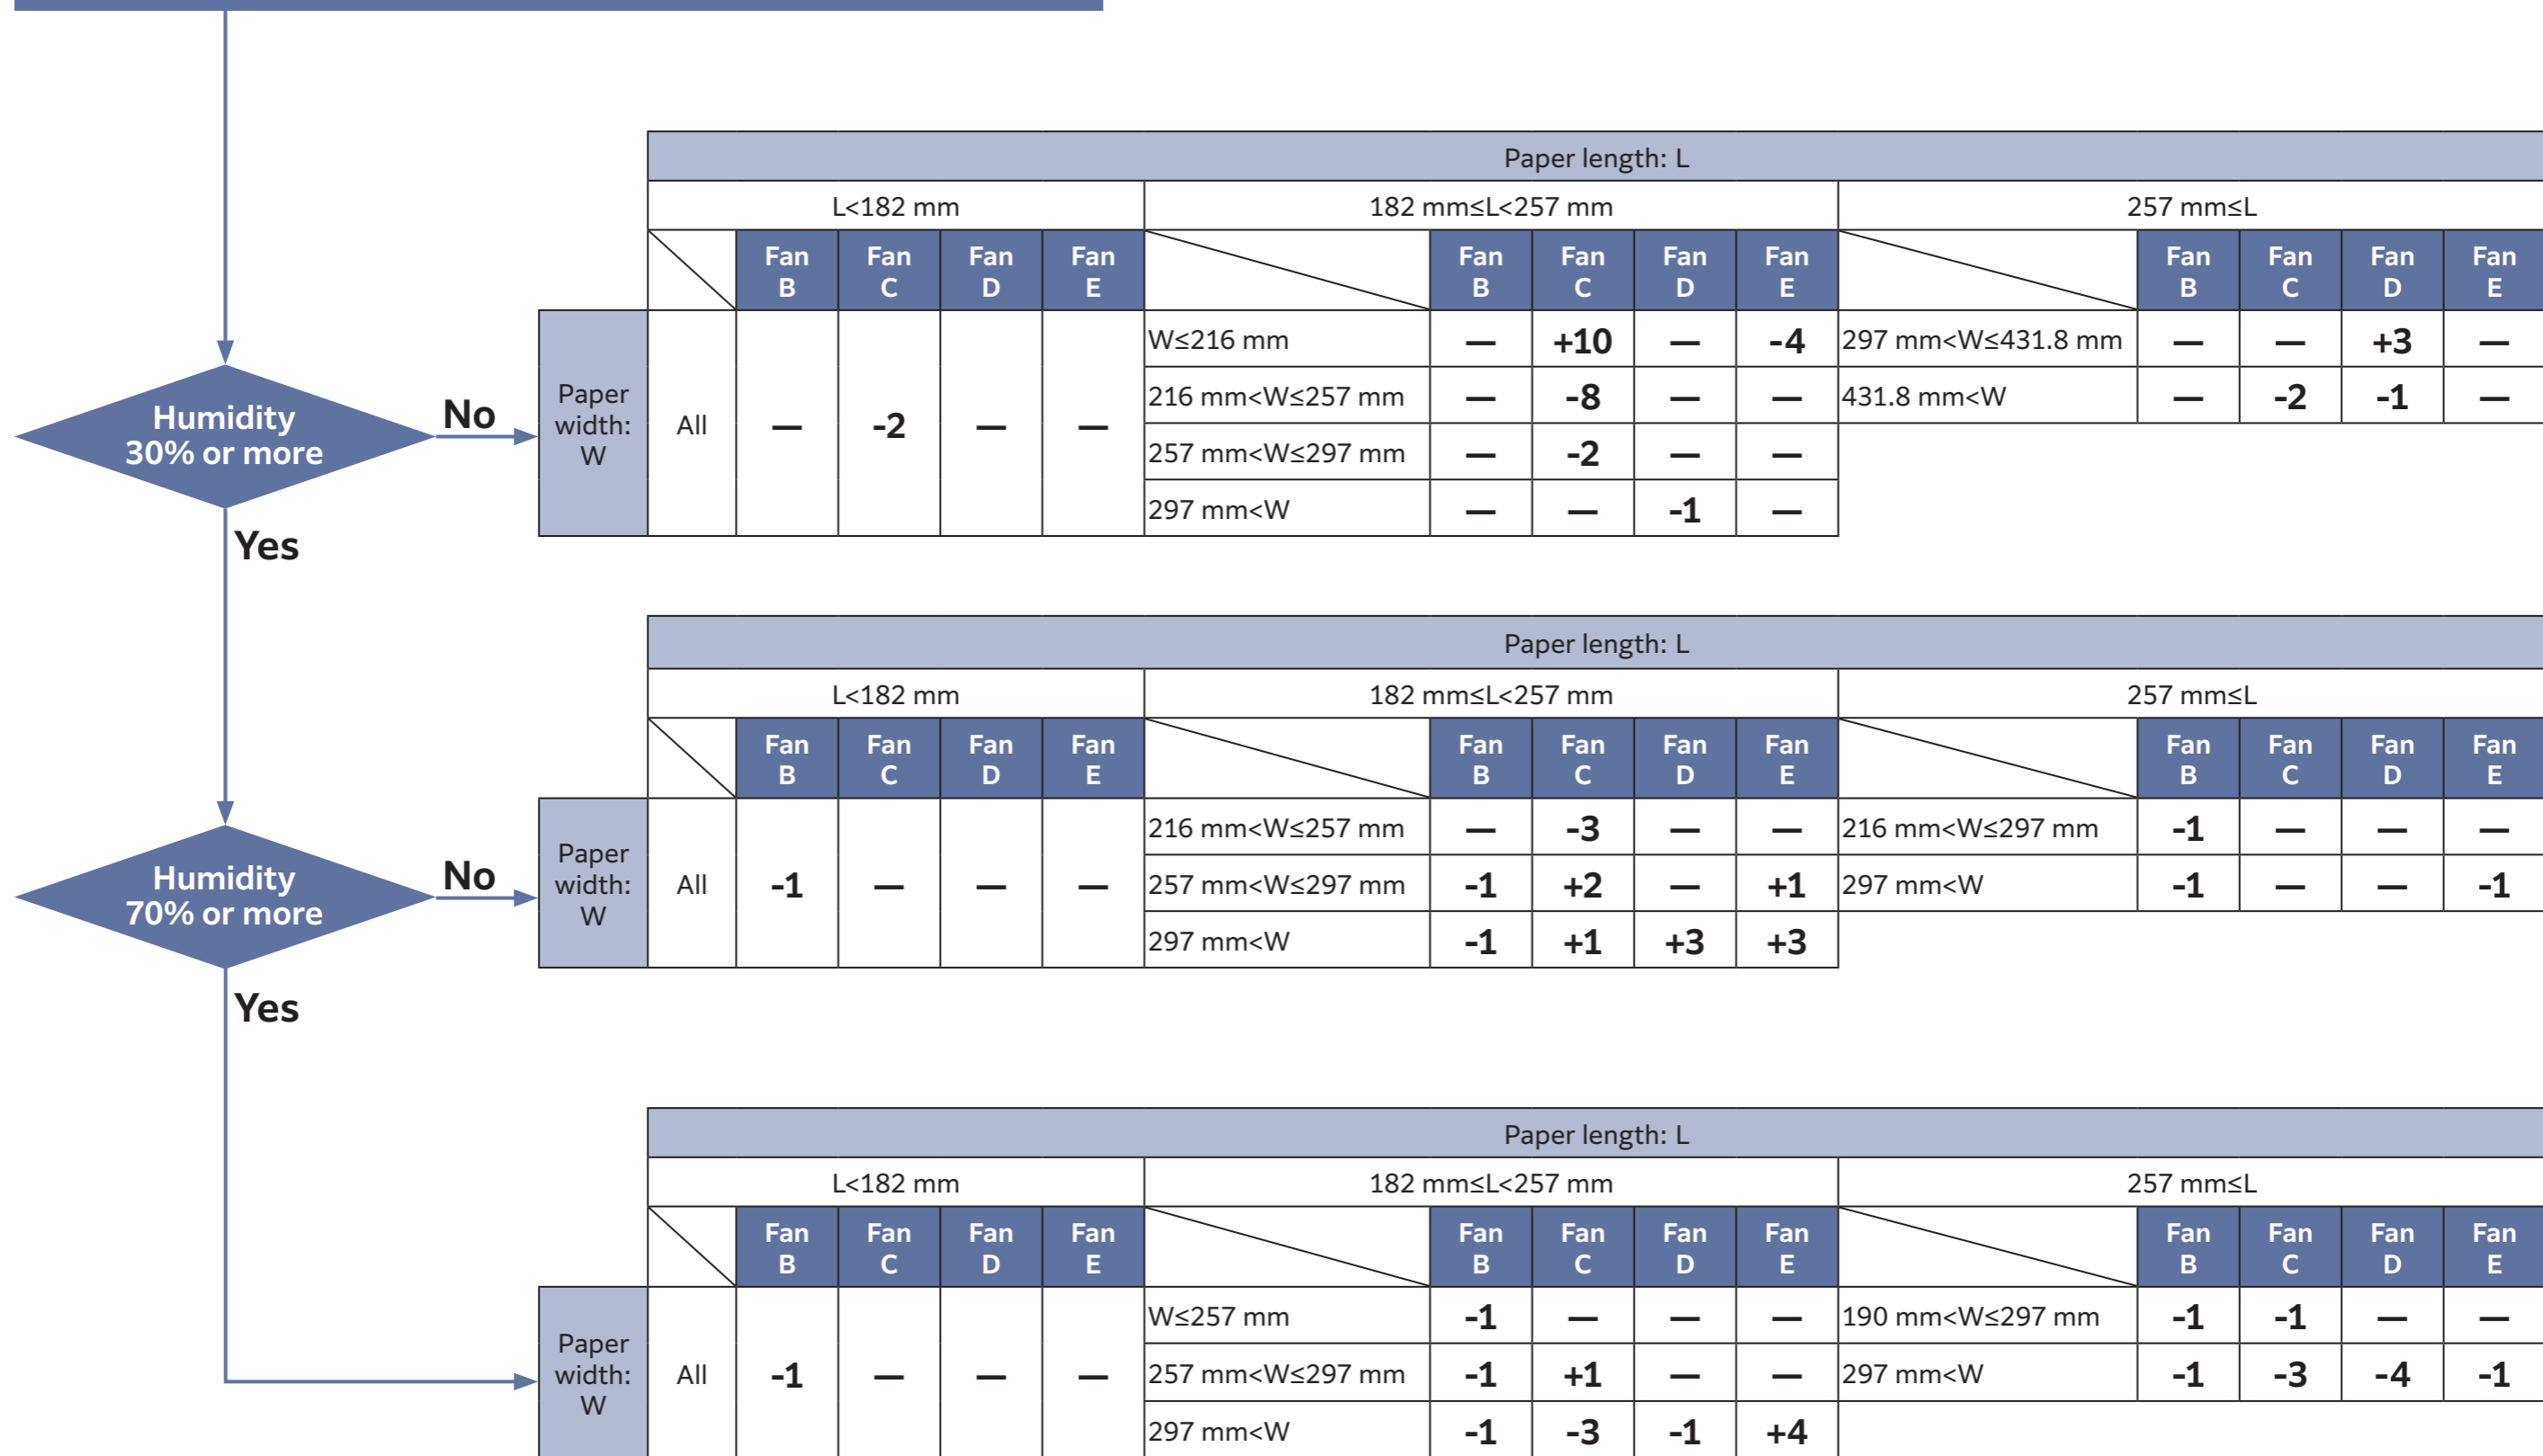 Paper length: L
L<182 mm 182 mm≤L<257 mm 257 mm≤L
Fan B Fan C Fan D Fan E Fan B Fan C Fan D Fan E Fan B Fan C Fan D Fan E
Humidity
30% or more
No
Yes
Paper
width:
W
All — -2 — —
W≤216 mm — +10 — -4 297 mm<W≤431.8 mm — — +3 —
216 mm<W≤257 mm — -8 — — 431.8 mm<W — -2 -1 —
257 mm<W≤297 mm — -2 — —
297 mm<W — — -1 —
Paper length: L
L<182 mm 182 mm≤L<257 mm 257 mm≤L
Fan B Fan C Fan D Fan E Fan B Fan C Fan D Fan E Fan B Fan C Fan D Fan E
Humidity
70% or more
No
Yes
Paper
width:
W
All -1 — — —
216 mm<W≤257 mm — -3 — — 216 mm<W≤297 mm -1 — — —
257 mm<W≤297 mm -1 +2 — +1 297 mm<W -1 — — -1
297 mm<W -1 +1 +3 +3
Paper length: L
L<182 mm 182 mm≤L<257 mm 257 mm≤L
Fan B Fan C Fan D Fan E Fan B Fan C Fan D Fan E Fan B Fan C Fan D Fan E
Paper
width:
W
All -1 — — —
W≤257 mm -1 — — — 190 mm<W≤297 mm -1 -1 — —
257 mm<W≤297 mm -1 +1 — — 297 mm<W -1 -3 -4 -1
297 mm<W -1 -3 -1 +4